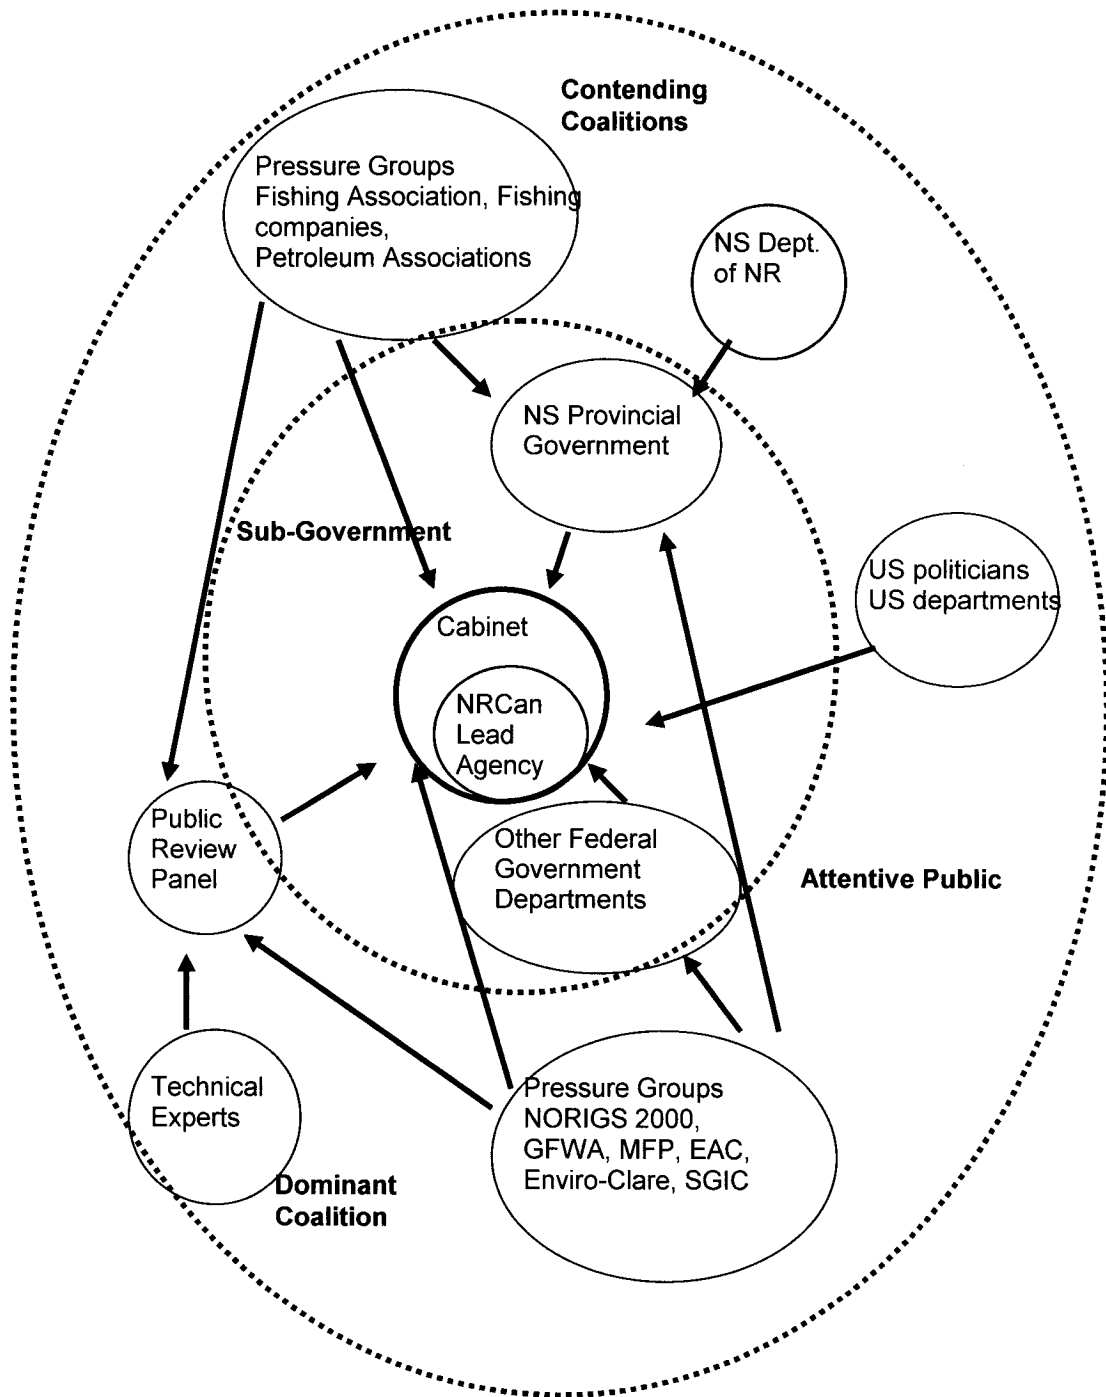 Contending
Coalitions
Pressure Groups
Fishing Association, Fishing
companies,
Petroleum Associations
NS Dept.
of NR
NS Provincial
Government
Sub-Government
US politicians
US departments
Cabinet
NRCan
Lead
Agency
Public
Review
Panel
Other Federal
Government
Departments
Attentive Public
Technical
Experts
Pressure Groups
NORIGS 2000,
GFWA, MFP, EAC,
Enviro-Clare, SGIC
Dominant
Coalition